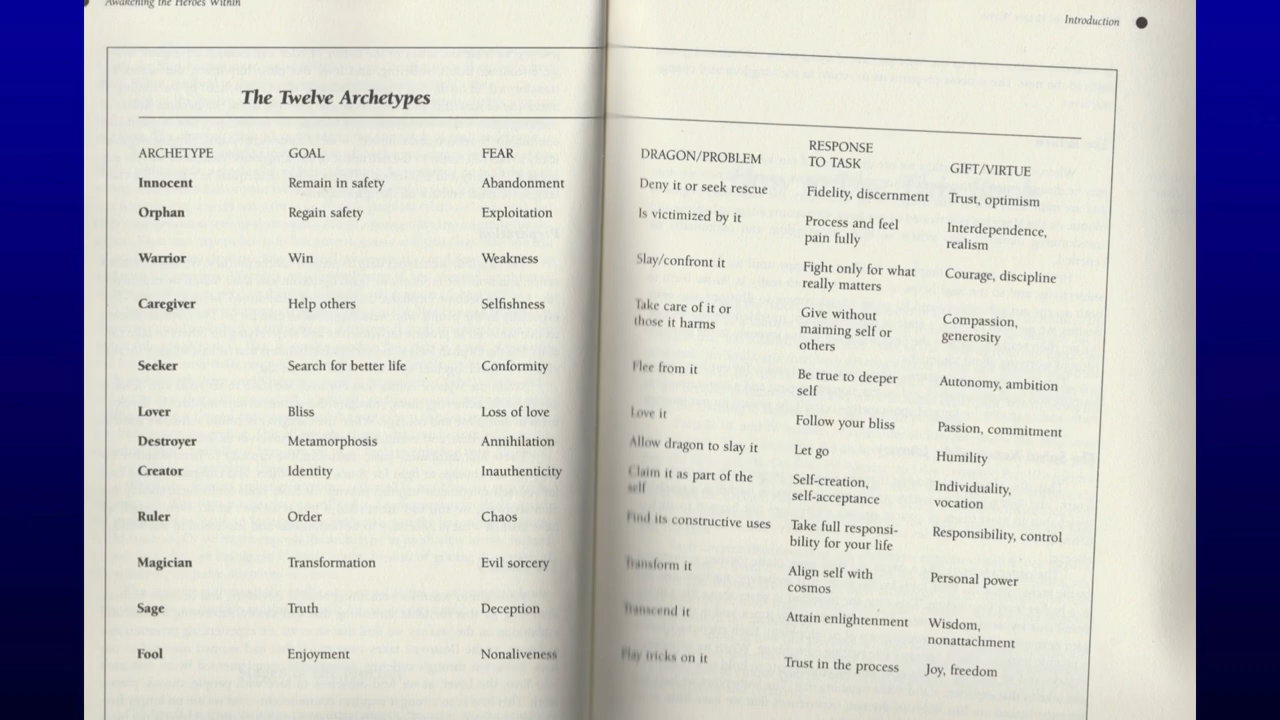 Awakening the Heroes Within
Introduction
The Twelve Archetypes
ARCHETYPE GOAL FEAR DRAGON/PROBLEM RESPONSE TO TASK GIFT/VIRTUE
Innocent Remain in safety Abandonment Deny it or seek rescue Fidelity, discernment Trust, optimism
Orphan Regain safety Exploitation Is victimized by it Process and feel pain fully Interdependence, realism
Warrior Win Weakness Slay/confront it Fight only for what really matters Courage, discipline
Caregiver Help others Selfishness Take care of it or those it harms Give without maiming self or others Compassion, generosity
Seeker Search for better life Conformity Flee from it Be true to deeper self Autonomy, ambition
Lover Bliss Loss of love Love it Follow your bliss Passion, commitment
Destroyer Metamorphosis Annihilation Allow dragon to slay it Let go Humility
Creator Identity Inauthenticity Claim it as part of the self Self-creation, self-acceptance Individuality, vocation
Ruler Order Chaos Find its constructive uses Take full responsi- bility for your life Responsibility, control
Magician Transformation Evil sorcery Transform it Align self with cosmos Personal power
Sage Truth Deception Transcend it Attain enlightenment Wisdom, nonattachment
Fool Enjoyment Nonaliveness Play tricks on it Trust in the process Joy, freedom